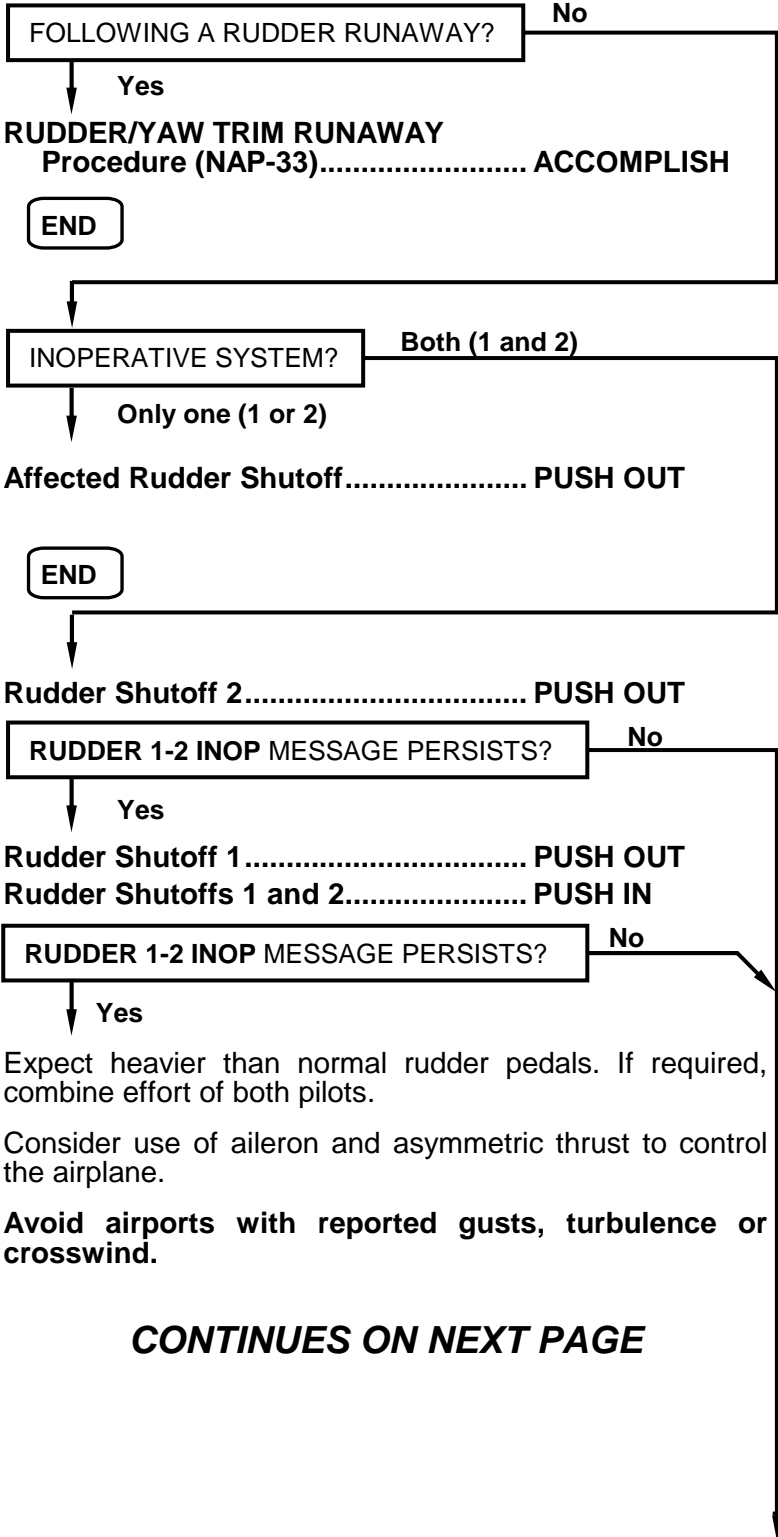 FOLLOWING A RUDDER RUNAWAY?
No
Yes
RUDDER/YAW TRIM RUNAWAY
Procedure (NAP-33)......................... ACCOMPLISH
END
INOPERATIVE SYSTEM?
Both (1 and 2)
Only one (1 or 2)
Affected Rudder Shutoff...................... PUSH OUT
END
Rudder Shutoff 2.................................. PUSH OUT
RUDDER 1-2 INOP MESSAGE PERSISTS?
No
Yes
Rudder Shutoff 1.................................. PUSH OUT
Rudder Shutoffs 1 and 2...................... PUSH IN
RUDDER 1-2 INOP MESSAGE PERSISTS?
No
Yes
Expect heavier than normal rudder pedals. If required,
combine effort of both pilots.
Consider use of aileron and asymmetric thrust to control
the airplane.
Avoid airports with reported gusts, turbulence or
crosswind.
CONTINUES ON NEXT PAGE